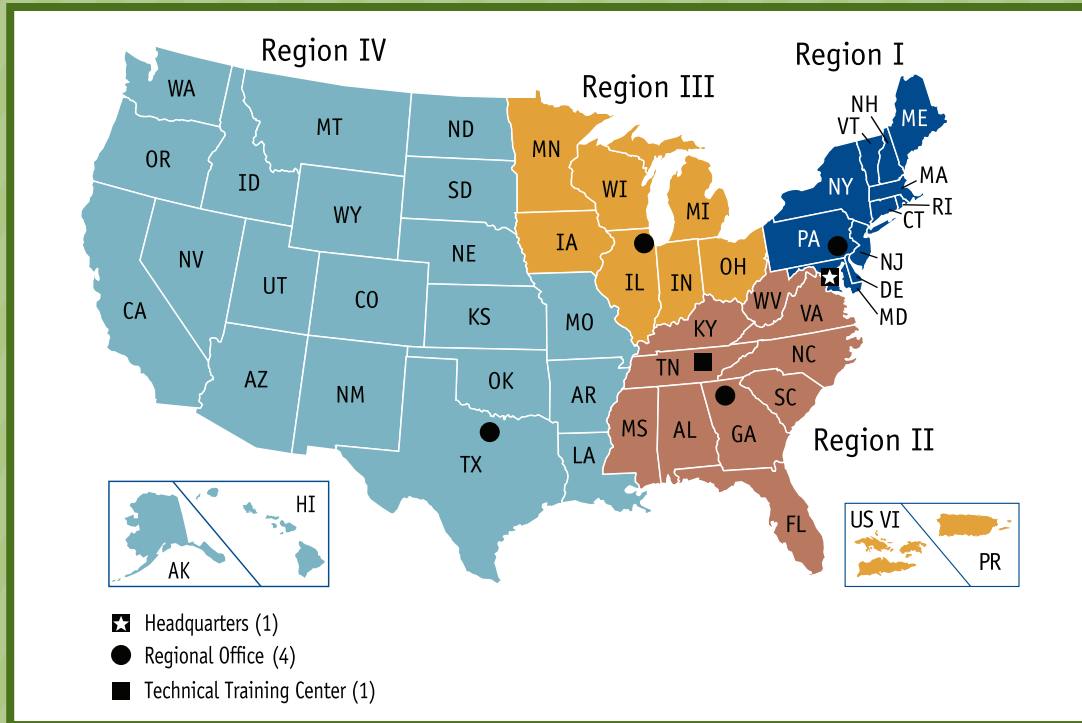 Region IV
Region III
Region I
WA
MT
ND
MN
NH
VT
ME
OR
ID
SD
WI
MI
NY
MA
RI
CT
WY
NE
IA
PA
NJ
DE
MD
NV
UT
CO
KS
MO
IL
IN
OH
WV
VA
KY
CA
AZ
NM
OK
AR
TN
NC
SC
TX
LA
MS
AL
GA
Region II
FL
AK
HI
US VI
PR
Headquarters (1)
Regional Office (4)
Technical Training Center (1)